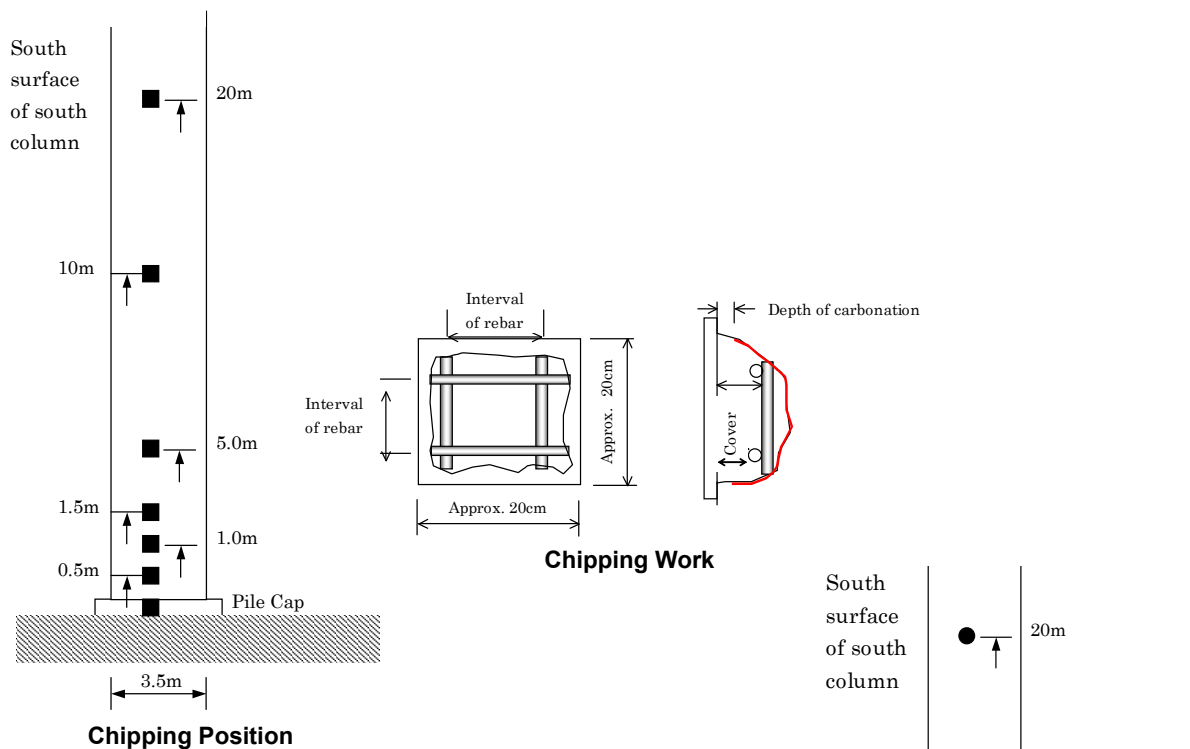 South
surface
of south
column
20m
10m
5.0m
1.5m
1.0m
0.5m
Pile Cap
3.5m
Chipping Position
Interval
of rebar
Interval
of rebar
Approx. 20cm
Approx. 20cm
Chipping Work
Depth of carbonation
Cover
South
surface
of south
column
20m